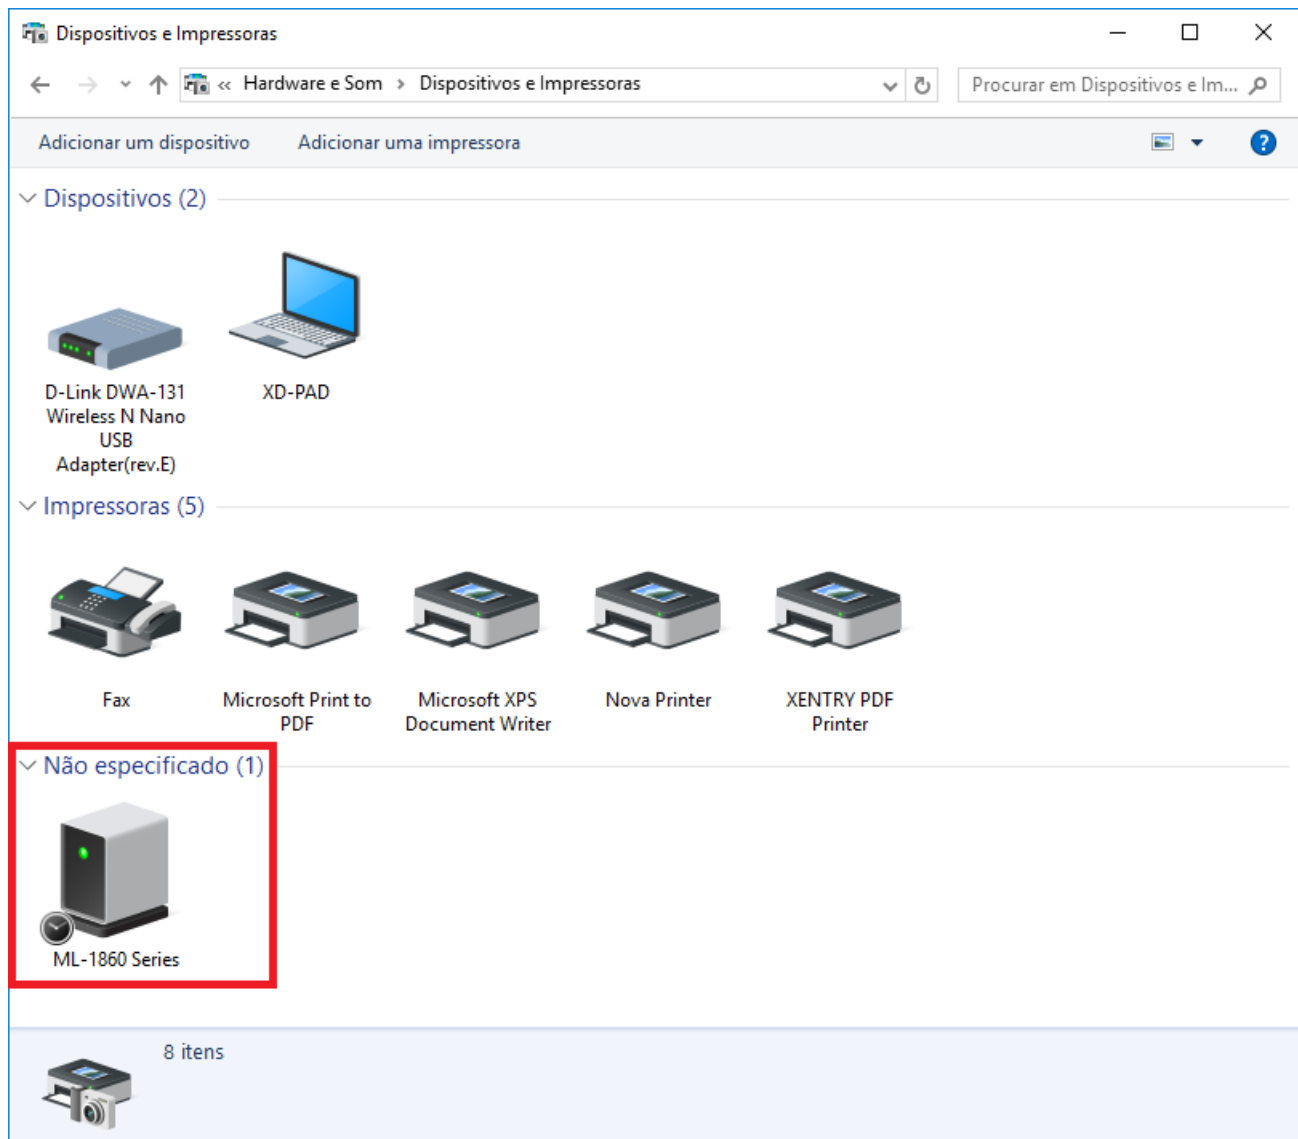 Dispositivos e Impressoras
« Hardware e Som > Dispositivos e Impressoras
Procurar em Dispositivos e Im...
Adicionar um dispositivo Adicionar uma impressora
?
Dispositivos (2)
D-Link DWA-131
Wireless N Nano
USB
Adapter(rev.E)
XD-PAD
Impressoras (5)
Fax
Microsoft Print to
PDF
Microsoft XPS
Document Writer
Nova Printer
XENTRY PDF
Printer
Não especificado (1)
ML-1860 Series
8 itens